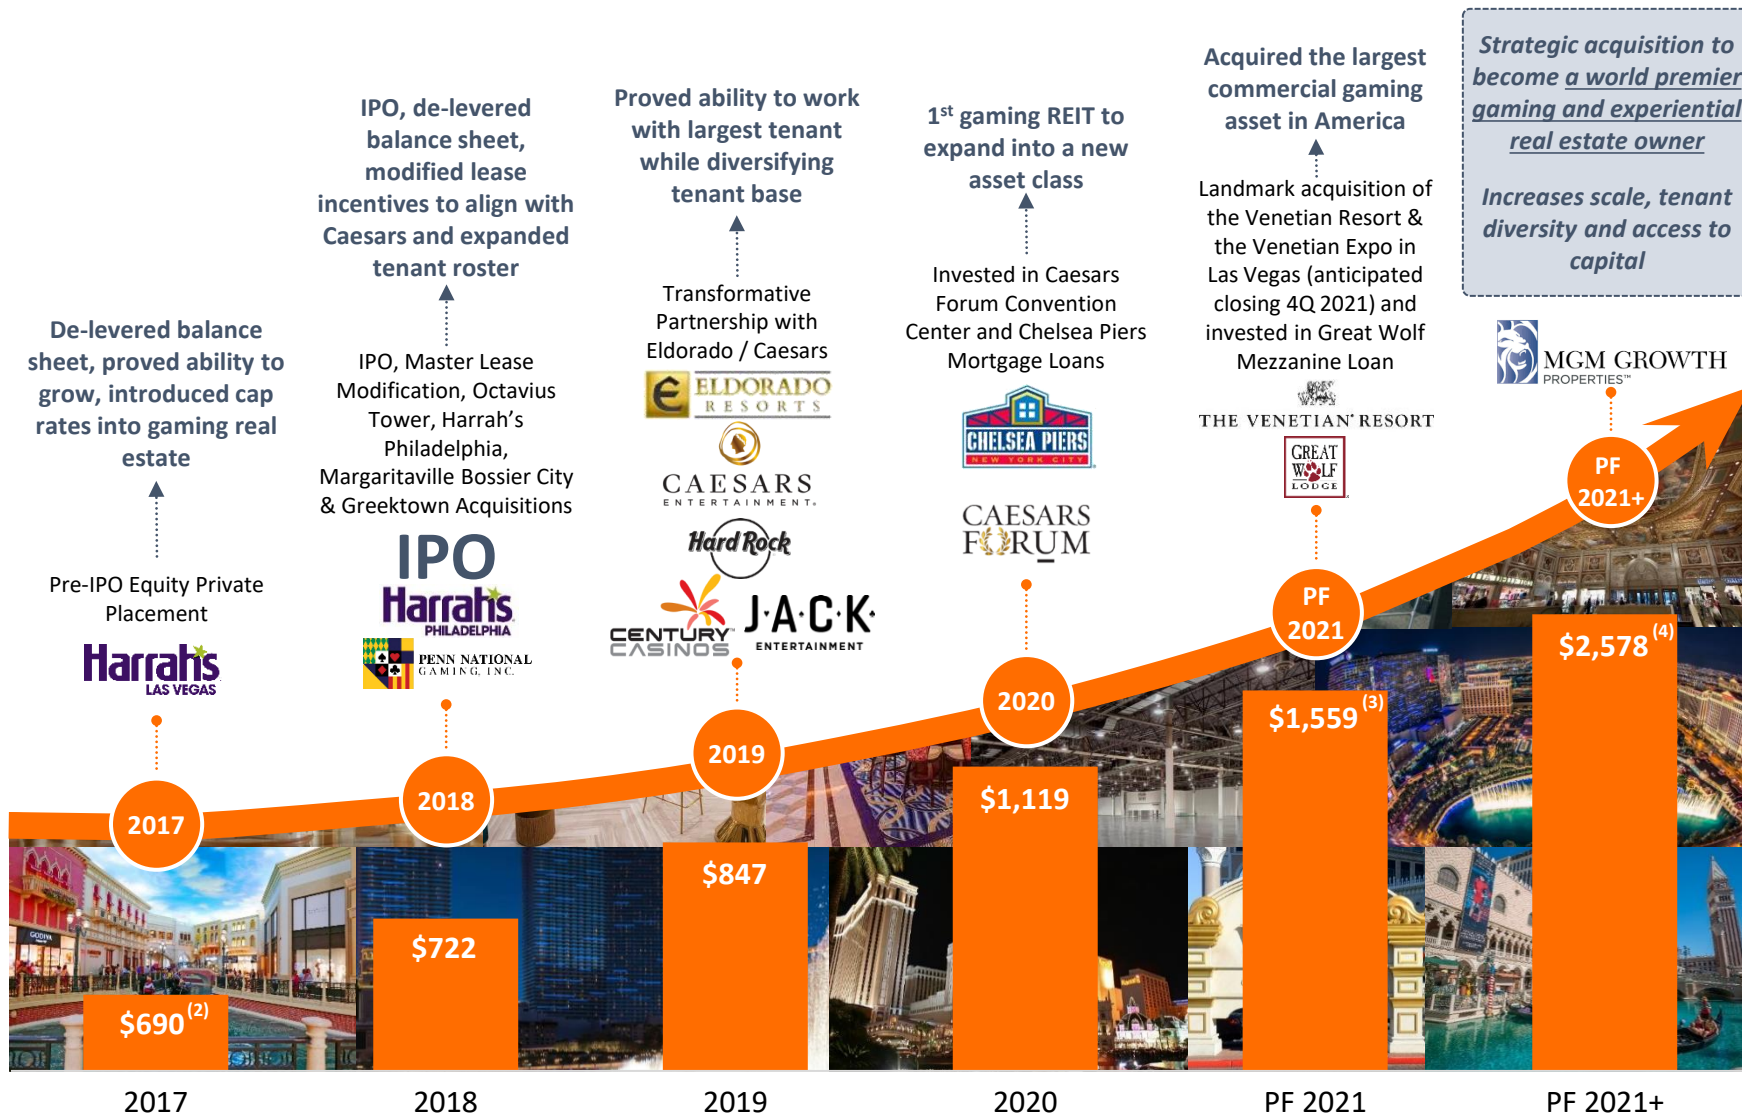 De-levered balance
sheet, proved ability to
grow, introduced cap
rates into gaming real
estate
Pre-IPO Equity Private
Placement
Harrah's
LAS VEGAS
IPO, de-levered
balance sheet,
modified lease
incentives to align with
Caesars and expanded
tenant roster
IPO, Master Lease
Modification, Octavius
Tower, Harrah's
Philadelphia,
Margaritaville Bossier City
& Greektown Acquisitions
IPO
Harrah's
PHILADELPHIA
PENN NATIONAL
GAMING, INC.
Proved ability to work
with largest tenant
while diversifying
tenant base
Transformative
Partnership with
Eldorado / Caesars
ELDORADO
RESORTS
CAESARS
ENTERTAINMENT.
Hard Rock
CENTURY
CASINOS
J·A·C·K·
ENTERTAINMENT
1st gaming REIT to
expand into a new
asset class
Invested in Caesars
Forum Convention
Center and Chelsea Piers
Mortgage Loans
CHELSEA PIERS
NEW YORK CITY
CAESARS
FORUM
Acquired the largest
commercial gaming
asset in America
Landmark acquisition of
the Venetian Resort &
the Venetian Expo in
Las Vegas (anticipated
closing 4Q 2021) and
invested in Great Wolf
Mezzanine Loan
THE VENETIAN® RESORT
GREAT
WOLF
LODGE
Strategic acquisition to
become a world premier
gaming and experiential
real estate owner
Increases scale, tenant
diversity and access to
capital
MGM GROWTH
PROPERTIES™
2017
2018
2019
2020
PF
2021
PF
2021+
GODIVA
$690 (2)
$722
$847
$1,119
$1,559 (3)
$2,578 (4)
2017
2018
2019
2020
PF 2021
PF 2021+